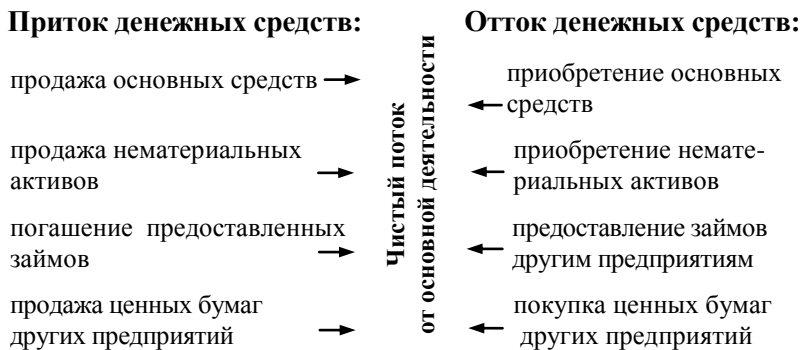 Приток денежных средств:
продажа основных средств
продажа нематериальных
активов
погашение предоставленных
займов
продажа ценных бумаг
других предприятий
Чистый поток
от основной деятельности
Отток денежных средств:
приобретение основных
средств
приобретение немате-
риальных активов
предоставление займов
другим предприятиям
покупка ценных бумаг
других предприятий